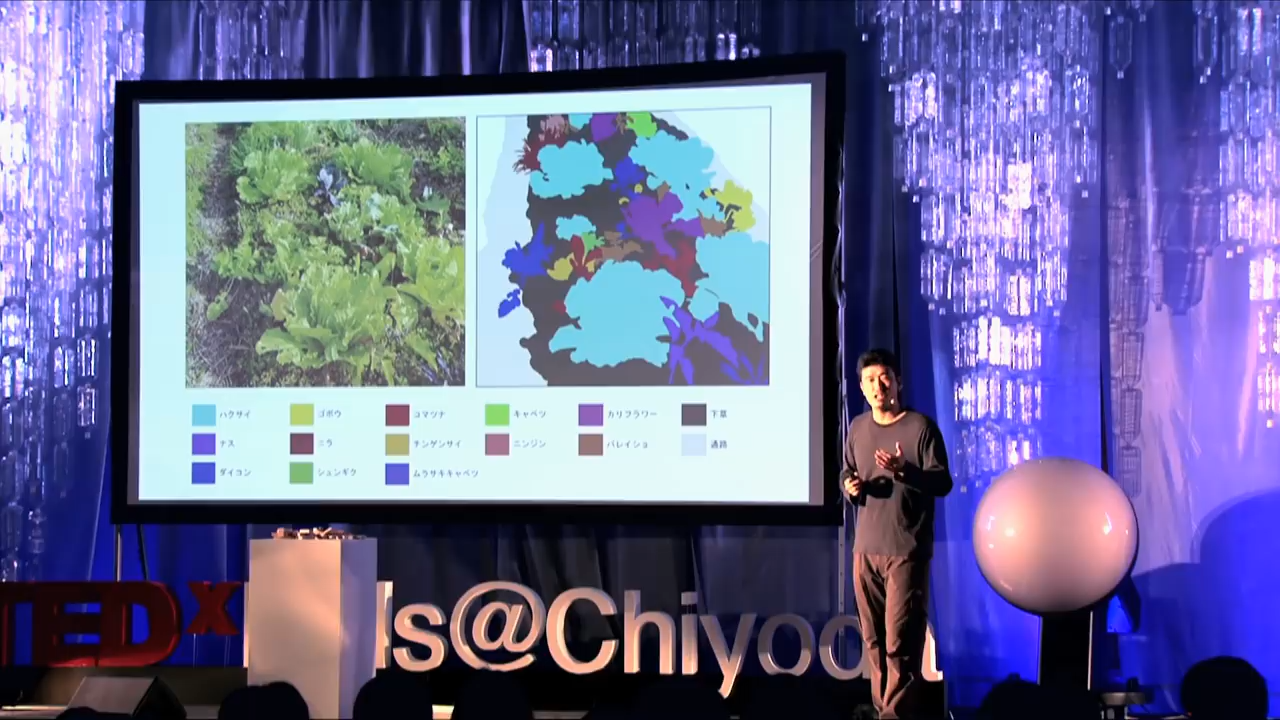 ハクサイ ゴボウ コマツナ キャベツ カリフラワー 下草
ナス ニラ チンゲンサイ ニンジン バレイショ 通路
ダイコン シュンギク ムラサキキャベツ
TEDx ls@Chiyoda